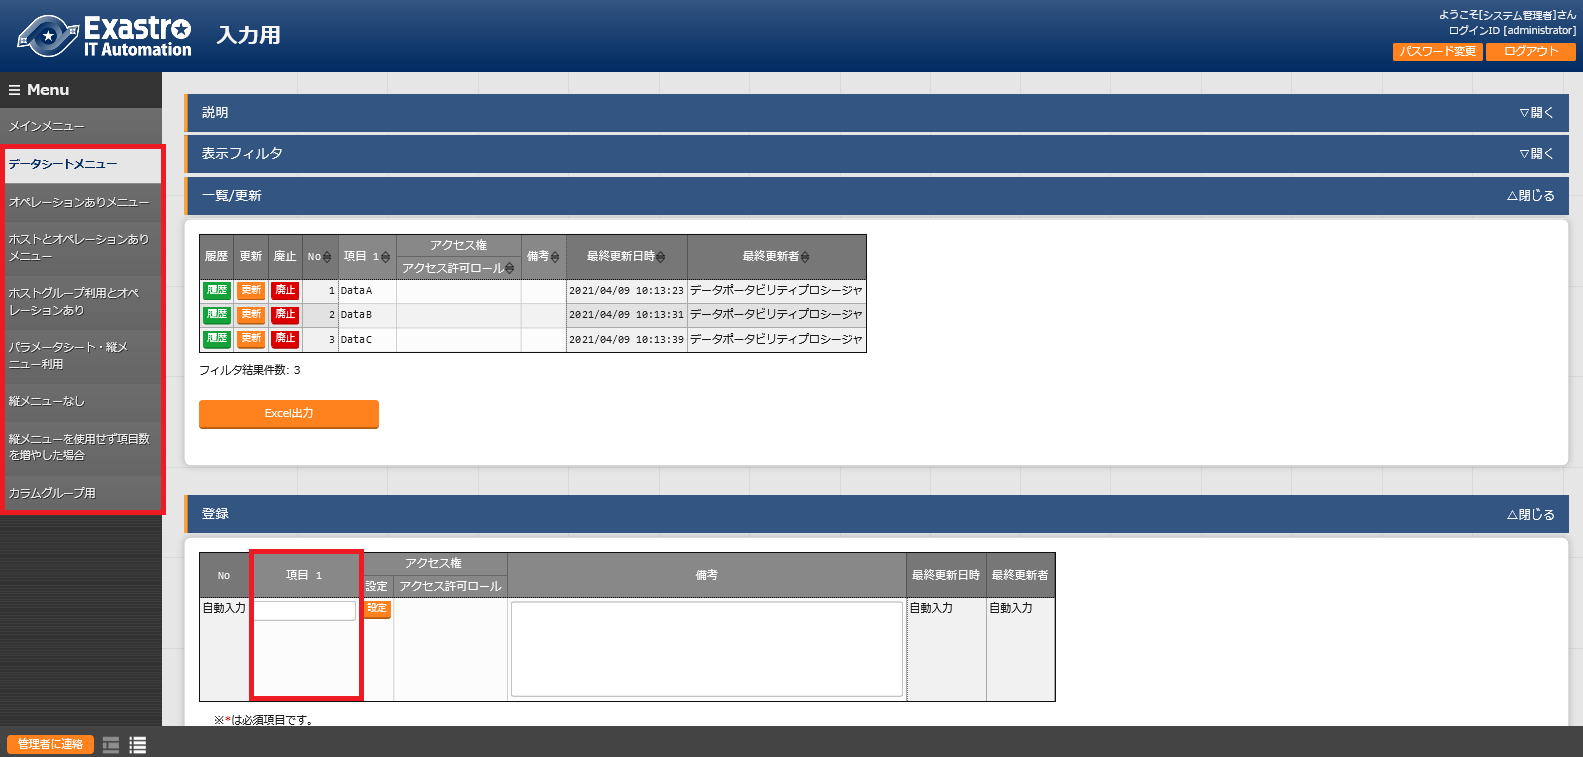 Exastro
IT Automation
入力用
ようこそ[システム管理者]さん
ログインID [administrator]
パスワード変更
ログアウト
Menu
メインメニュー
データシートメニュー
オペレーションありメニュー
ホストとオペレーションあり
メニュー
ホストグループ利用とオペ
レーションあり
パラメータシート・縦メ
ニュー利用
縦メニューなし
縦メニューを使用せず項目数
を増やした場合
カラムグループ用
説明
▽開く
表示フィルタ
▽開く
一覧/更新
△閉じる
履歴 更新 廃止 No 項目 1 アクセス権 備考 最終更新日時 最終更新者
アクセス許可ロール
履歴 更新 廃止 1 DataA 2021/04/09 10:13:23 データポータビリティプロシージャ
履歴 更新 廃止 2 DataB 2021/04/09 10:13:31 データポータビリティプロシージャ
履歴 更新 廃止 3 DataC 2021/04/09 10:13:39 データポータビリティプロシージャ
フィルタ結果件数: 3
Excel出力
登録
△閉じる
No 項目 1 アクセス権 備考 最終更新日時 最終更新者
設定 アクセス許可ロール
自動入力 設定 自動入力 自動入力
※*は必須項目です。
管理者に連絡